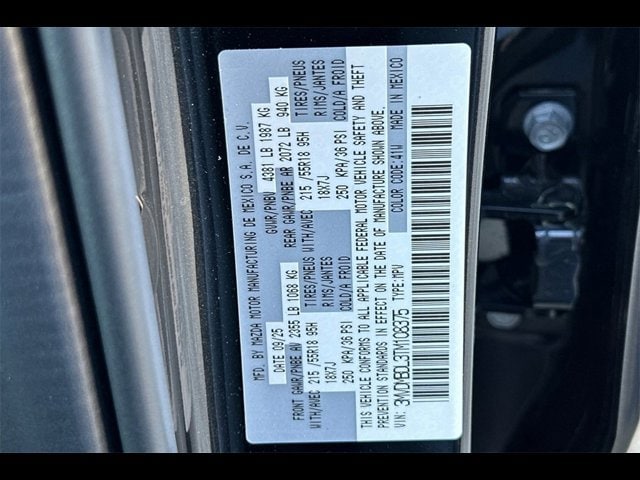 MFD. BY MAZDA MOTOR MANUFACTURING DE MEXICO S.A. DE C.V.
DATE 09/25 GVWR/PNBV 4381 LB 1987 KG
FRONT GAWR/PNBE AV 2355 LB 1068 KG REAR GAWR/PNBE AR 2072 LB 940 KG
WITH/AVEC 215 /55R18 95H TIRES/PNEUS WITH/AVEC 215 /55R18 95H TIRES/PNEUS
18X7J RIMS/JANTES 18X7J RIMS/JANTES
250 KPA/36 PSI COLD/A FROID 250 KPA/36 PSI COLD/A FROID
THIS VEHICLE CONFORMS TO ALL APPLICABLE FEDERAL MOTOR VEHICLE SAFETY AND THEFT
PREVENTION STANDARDS IN EFFECT ON THE DATE OF MANUFACTURE SHOWN ABOVE.
VIN: TYPE:MPV COLOR CODE:41W MADE IN MEXICO